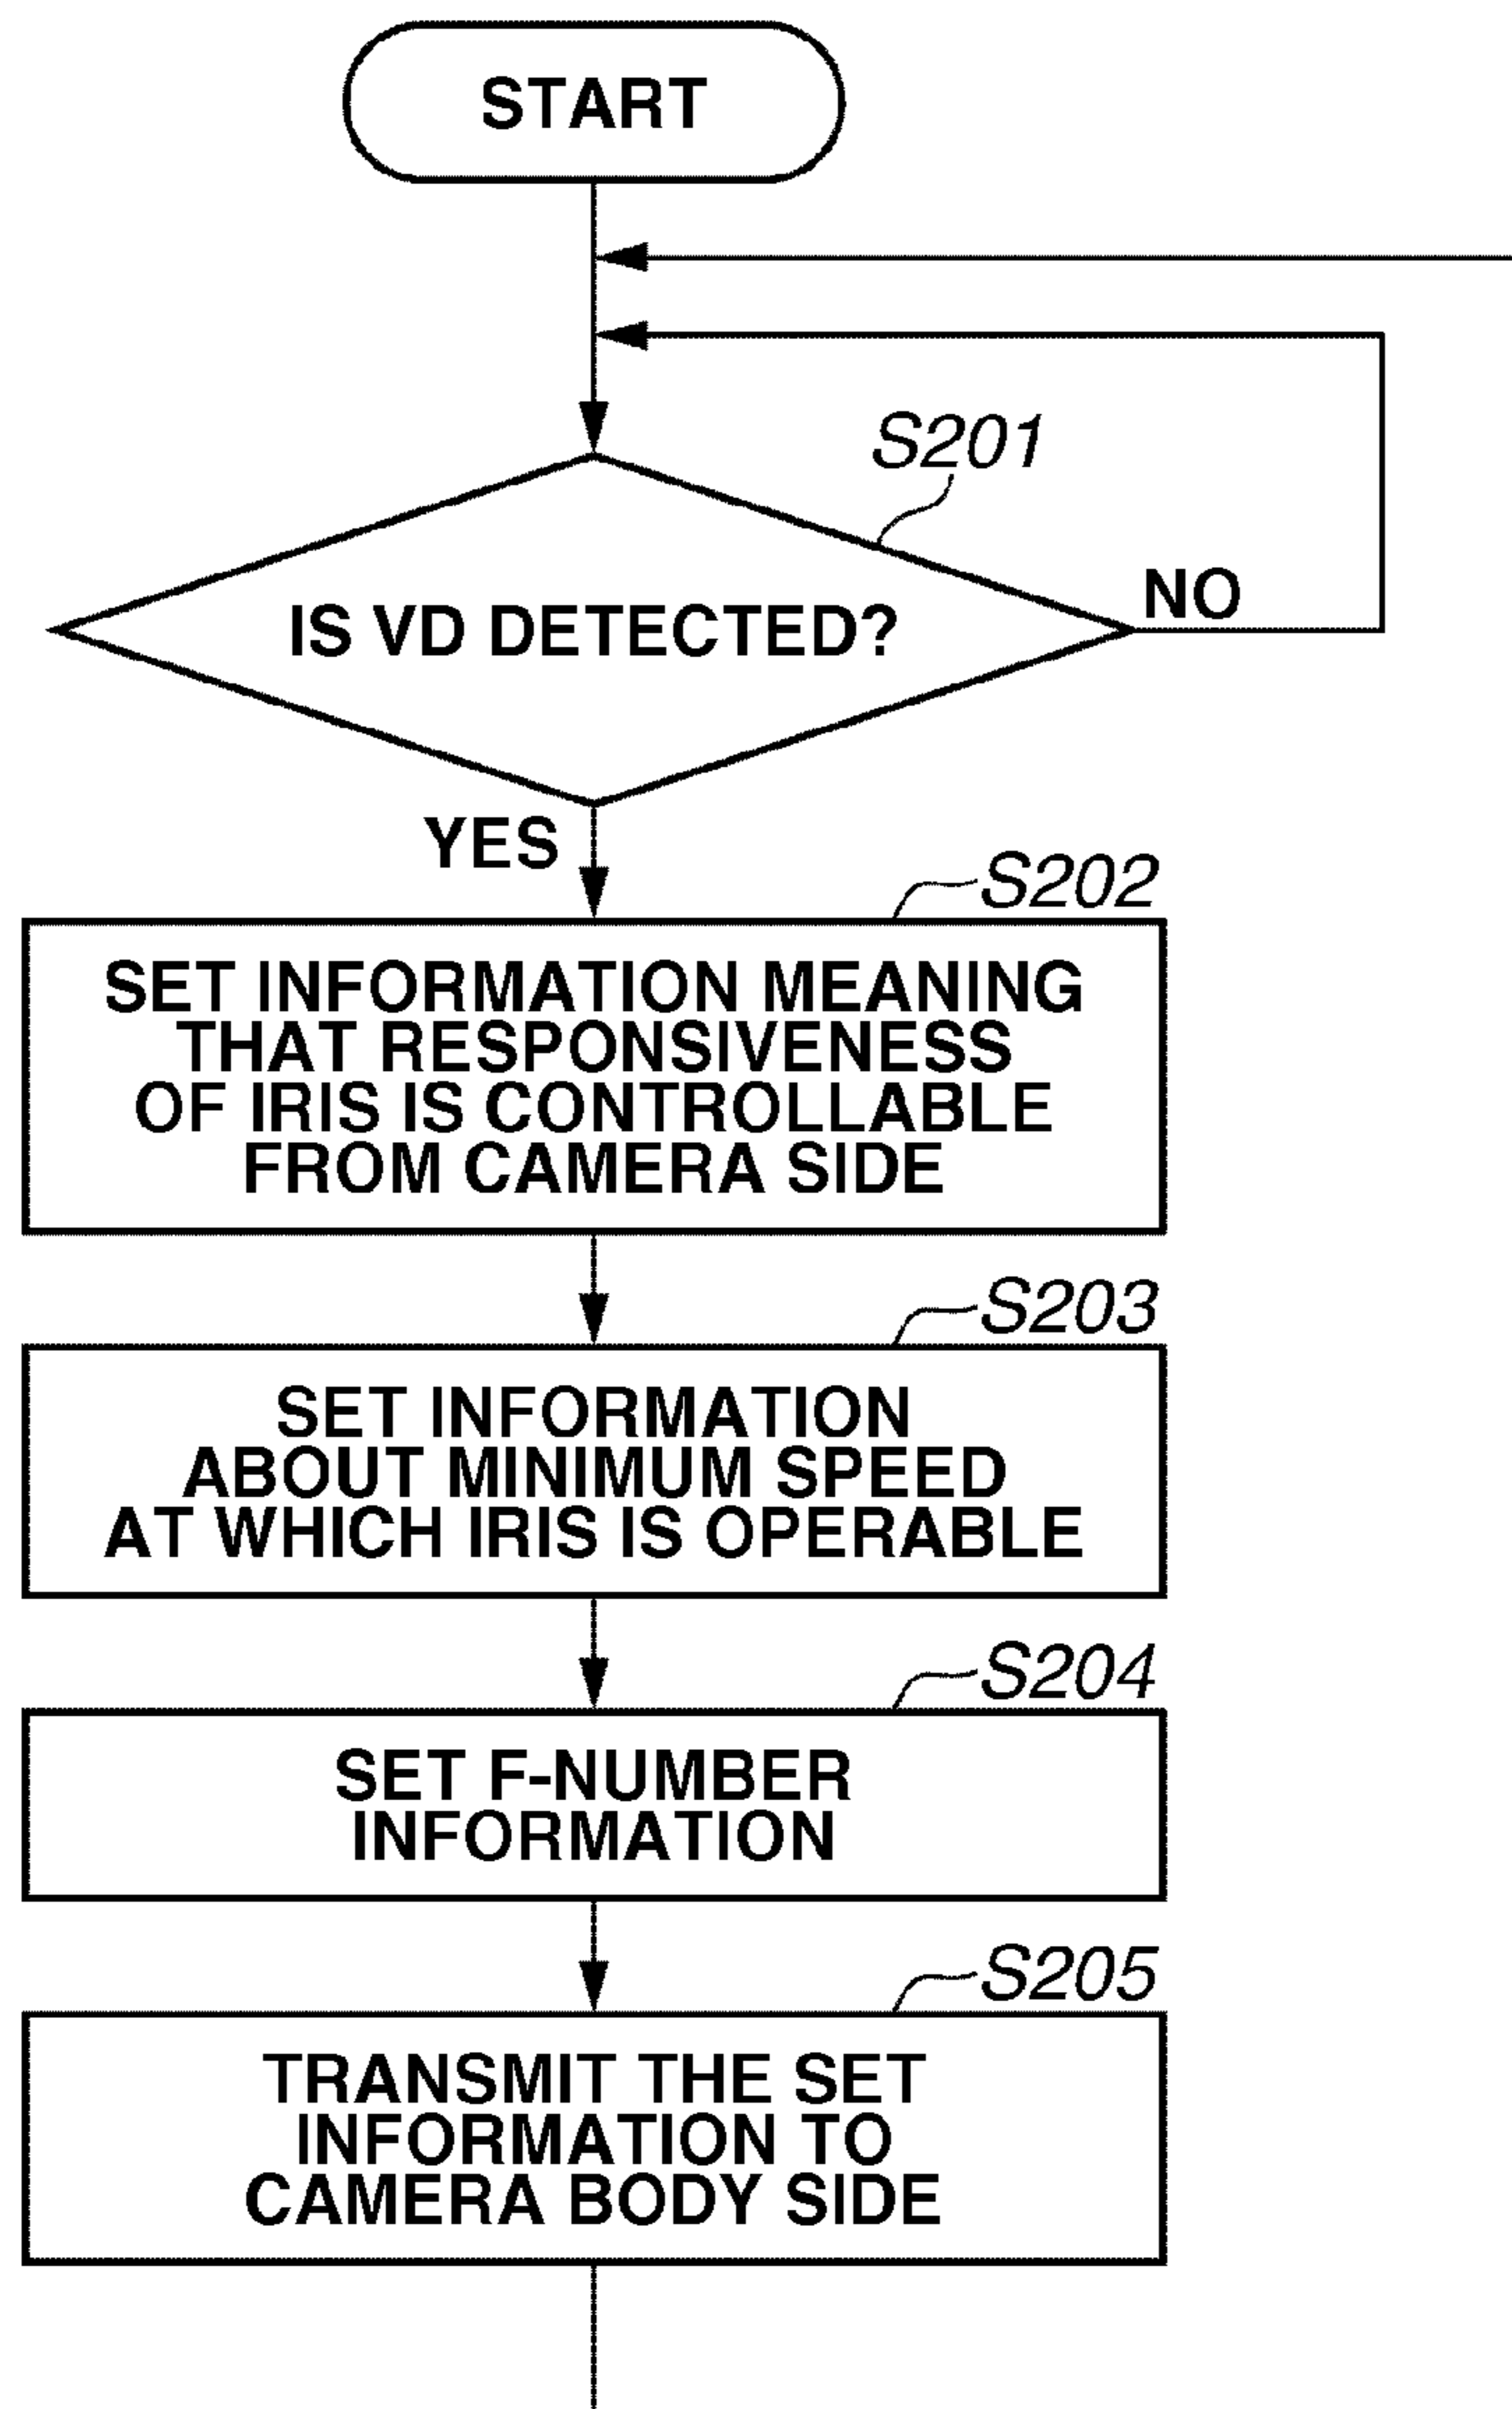 START
S201
IS VD DETECTED?
NO
YES
S202
SET INFORMATION MEANING
THAT RESPONSIVENESS
OF IRIS IS CONTROLLABLE
FROM CAMERA SIDE
S203
SET INFORMATION
ABOUT MINIMUM SPEED
AT WHICH IRIS IS OPERABLE
S204
SET F-NUMBER
INFORMATION
S205
TRANSMIT THE SET
INFORMATION TO
CAMERA BODY SIDE